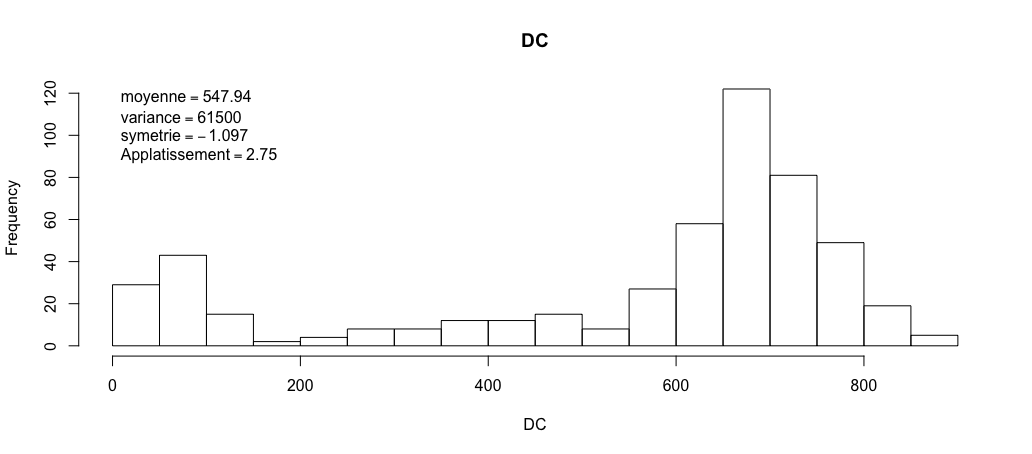 DC
moyenne = 547.94
variance = 61500
symetrie = − 1.097
Applatissement = 2.75
Frequency
0
20
40
60
80
100
120
0 200 400 600 800
DC